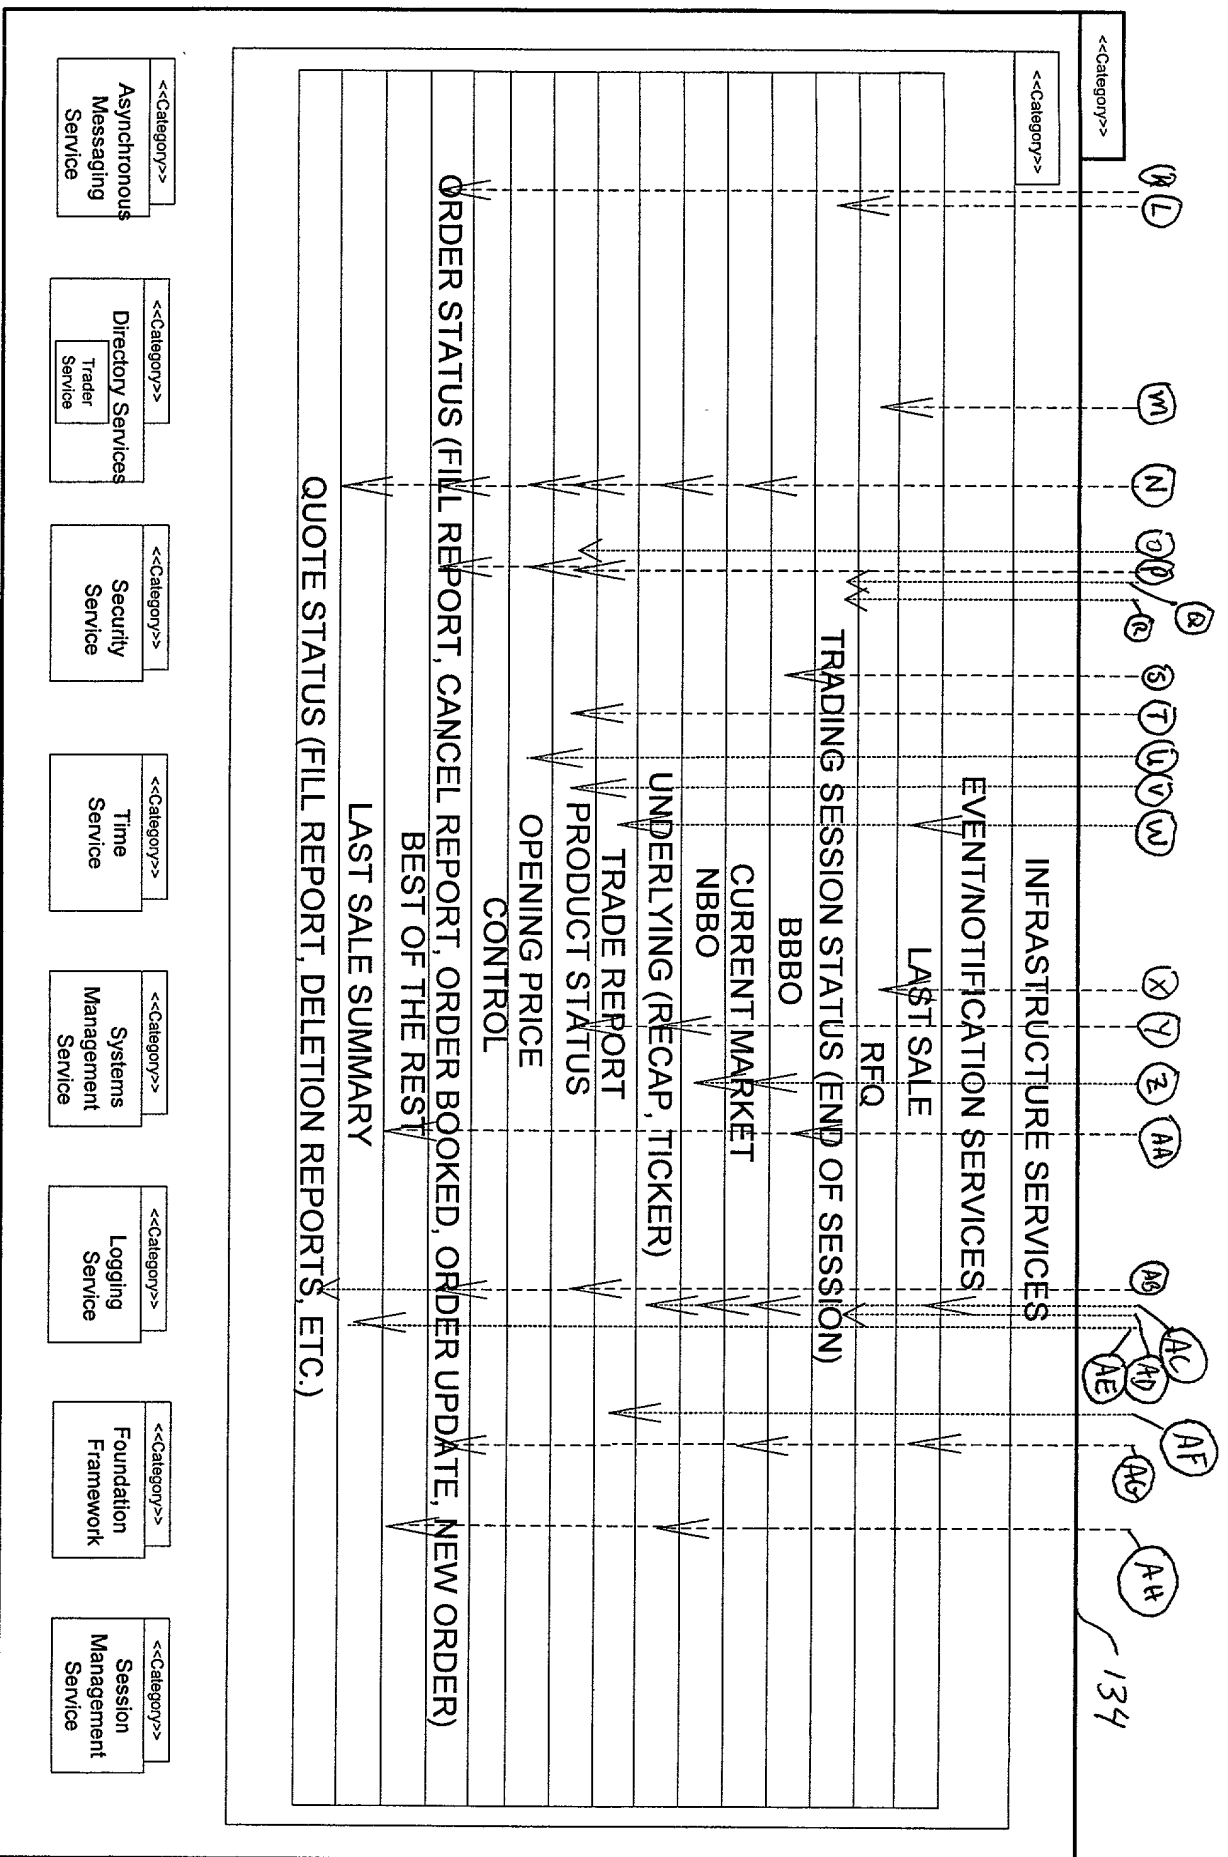 K L M N O P Q R S T U V W X Y Z AA AB AC AD AE AF AG AH
134
<<Category>>
INFRASTRUCTURE SERVICES
<<Category>>
EVENT/NOTIFICATION SERVICES
LAST SALE
RFQ
TRADING SESSION STATUS (END OF SESSION)
BBBO
CURRENT MARKET
NBBO
UNDERLYING (RECAP, TICKER)
TRADE REPORT
PRODUCT STATUS
OPENING PRICE
CONTROL
ORDER STATUS (FILL REPORT, CANCEL REPORT, ORDER BOOKED, ORDER UPDATE, NEW ORDER)
BEST OF THE REST
LAST SALE SUMMARY
QUOTE STATUS (FILL REPORT, DELETION REPORTS, ETC.)
<<Category>>
Asynchronous
Messaging
Service
<<Category>>
Directory Services
Trader
Service
<<Category>>
Security
Service
<<Category>>
Time
Service
<<Category>>
Systems
Management
Service
<<Category>>
Logging
Service
<<Category>>
Foundation
Framework
<<Category>>
Session
Management
Service